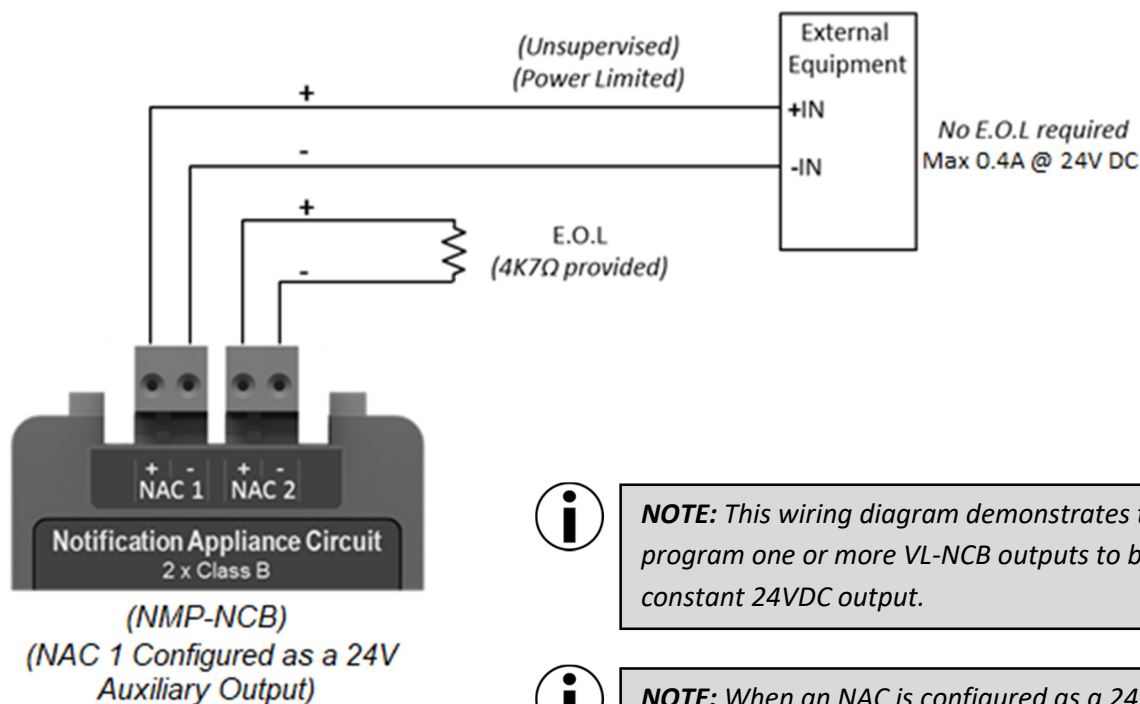 (Unsupervised)
(Power Limited)
External
Equipment
+
+IN
No E.O.L required
Max 0.4A @ 24V DC
-
-IN
+
E.O.L
(4K7Ω provided)
-
+ - + -
NAC 1 NAC 2
Notification Appliance Circuit
2 x Class B
(NMP-NCB)
(NAC 1 Configured as a 24V
Auxiliary Output)
NOTE: This wiring diagram demonstrates
program one or more VL-NCB outputs to
constant 24VDC output.
NOTE: When an NAC is configured as a 24